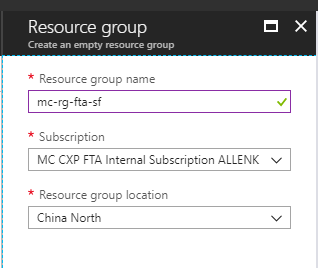 Resource group
Create an empty resource group
* Resource group name
mc-rg-fta-sf
* Subscription
MC CXP FTA Internal Subscription ALLENK
* Resource group location
China North